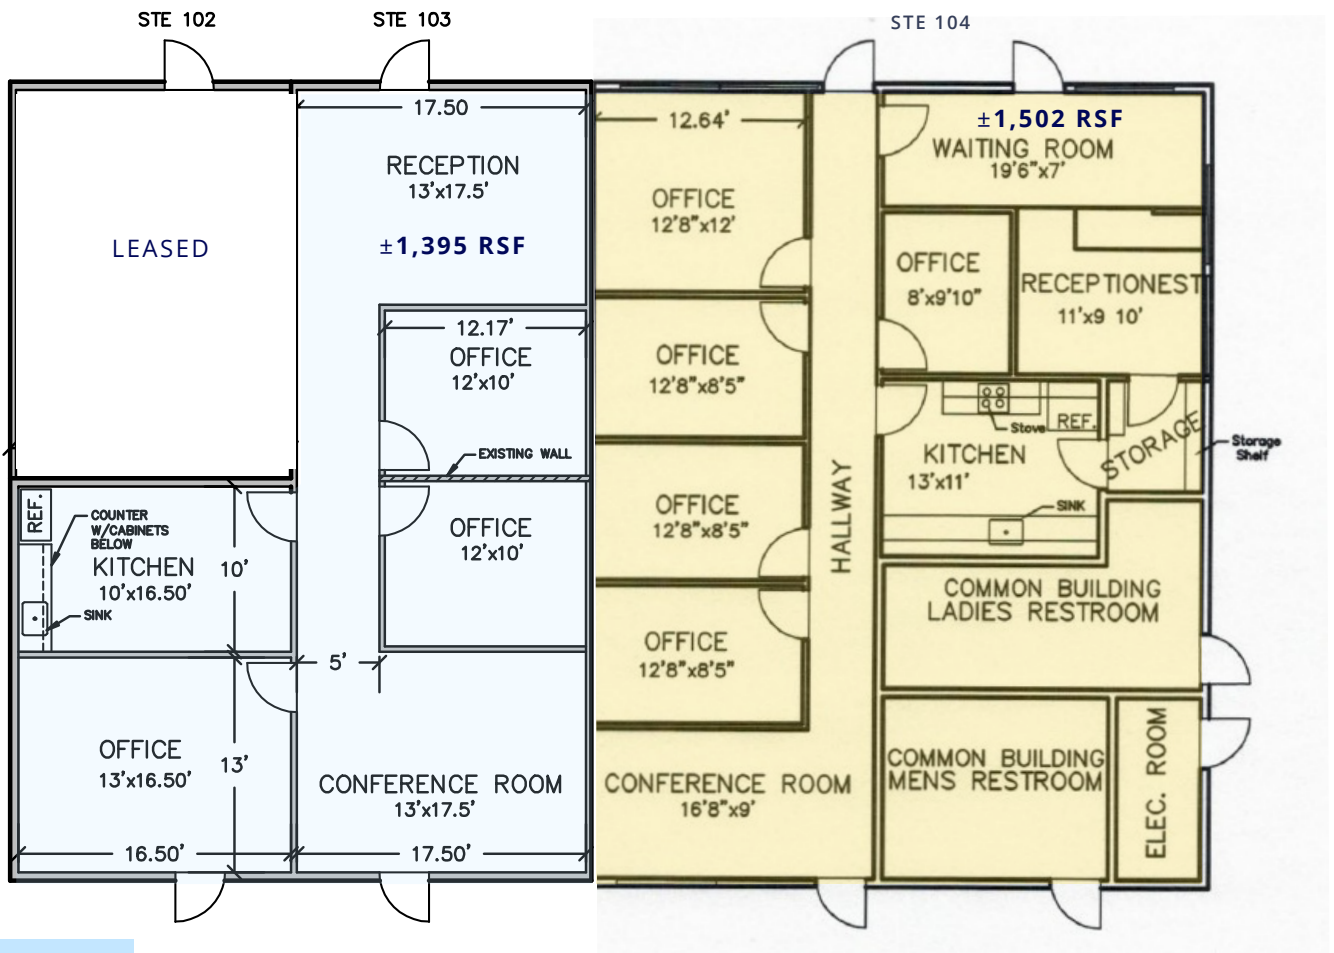 STE 102
STE 103
STE 104
LEASED
17.50
RECEPTION
13'x17.5'
±1,395 RSF
12.17'
OFFICE
12'x10'
EXISTING WALL
OFFICE
12'x10'
REF.
COUNTER
W/CABINETS
BELOW
KITCHEN
10'x16.50'
10'
SINK
5'
OFFICE
13'x16.50'
13'
16.50'
CONFERENCE ROOM
13'x17.5'
17.50'
12.64'
OFFICE
12'8"x12'
OFFICE
12'8"x8'5"
OFFICE
12'8"x8'5"
OFFICE
12'8"x8'5"
CONFERENCE ROOM
16'8"x9'
HALLWAY
±1,502 RSF
WAITING ROOM
19'6"x7'
OFFICE
8'x9'10"
RECEPTIONEST
11'x9 10'
Stove
REF.
KITCHEN
13'x11'
SINK
STORAGE
Storage
Shelf
COMMON BUILDING
LADIES RESTROOM
COMMON BUILDING
MENS RESTROOM
ELEC. ROOM